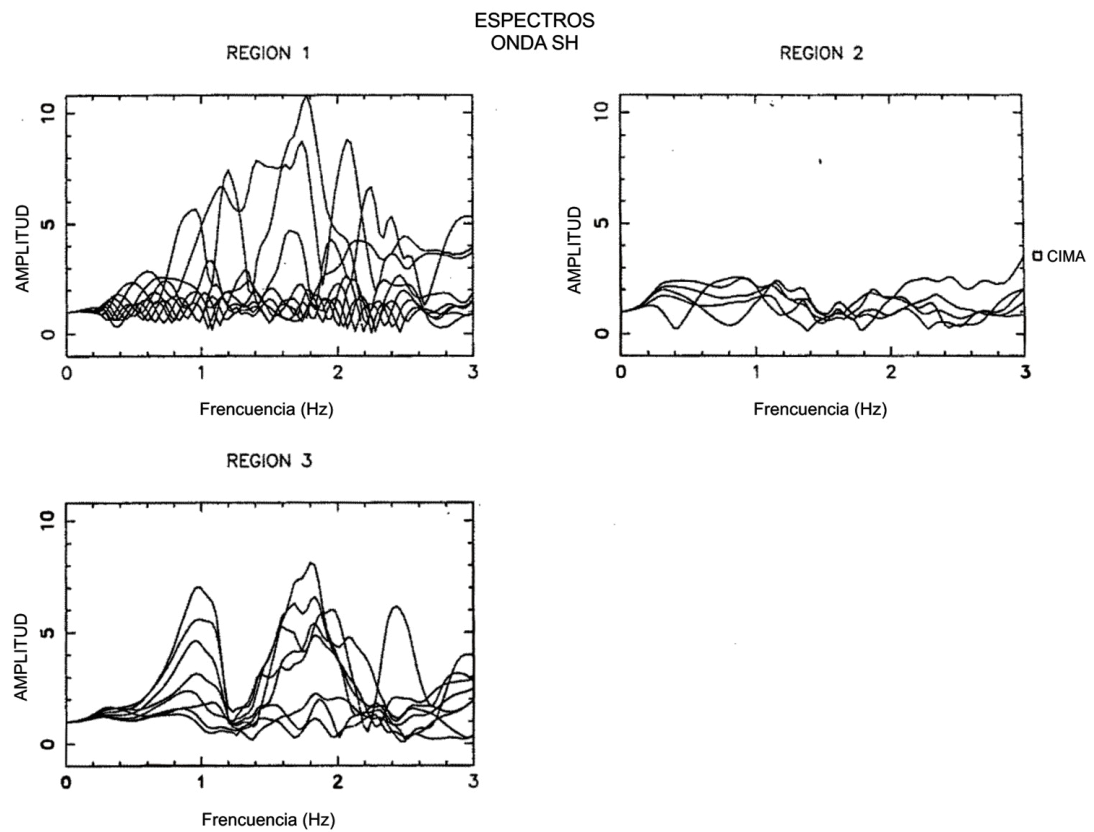 ESPECTROS
ONDA SH
REGION 1
REGION 2
10
5
0
AMPLITUD
0 1 2 3
Frencuencia (Hz)
10
5
0
AMPLITUD
CIMA
0 1 2 3
Frencuencia (Hz)
REGION 3
10
5
0
AMPLITUD
0 1 2 3
Frencuencia (Hz)